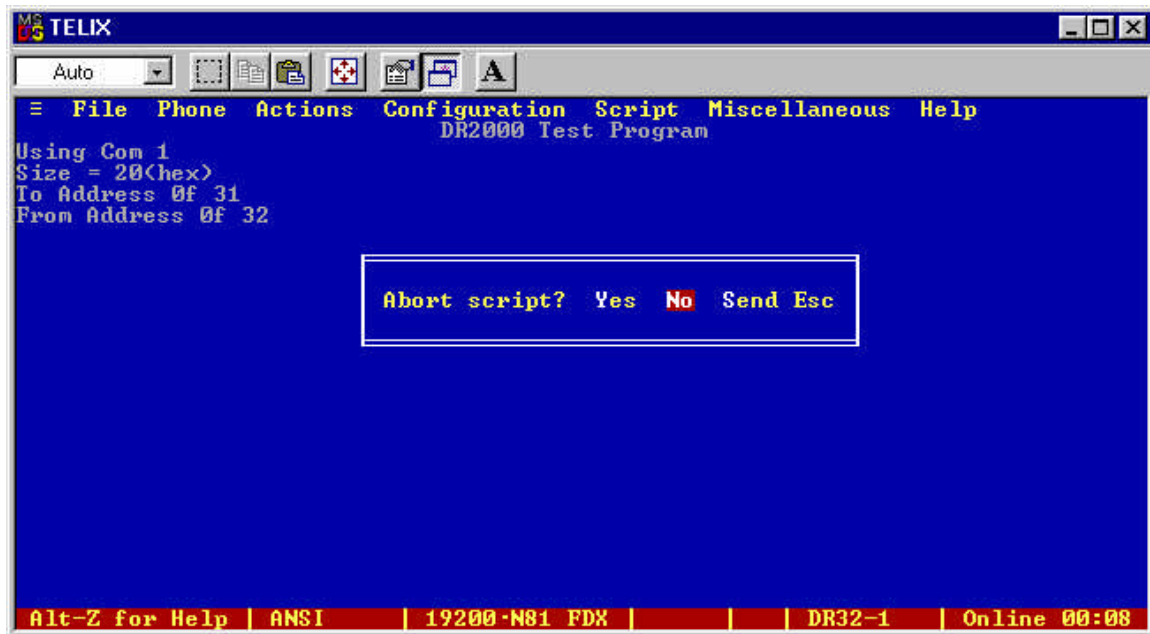 MS DOS TELIX
Auto A
≡ File Phone Actions Configuration Script Miscellaneous Help
DR2000 Test Program
Using Com 1
Size = 20(hex)
To Address 0f 31
From Address 0f 32
Abort script? Yes No Send Esc
Alt-Z for Help | ANSI | 19200·N81 FDX | | | DR32-1 | Online 00:08